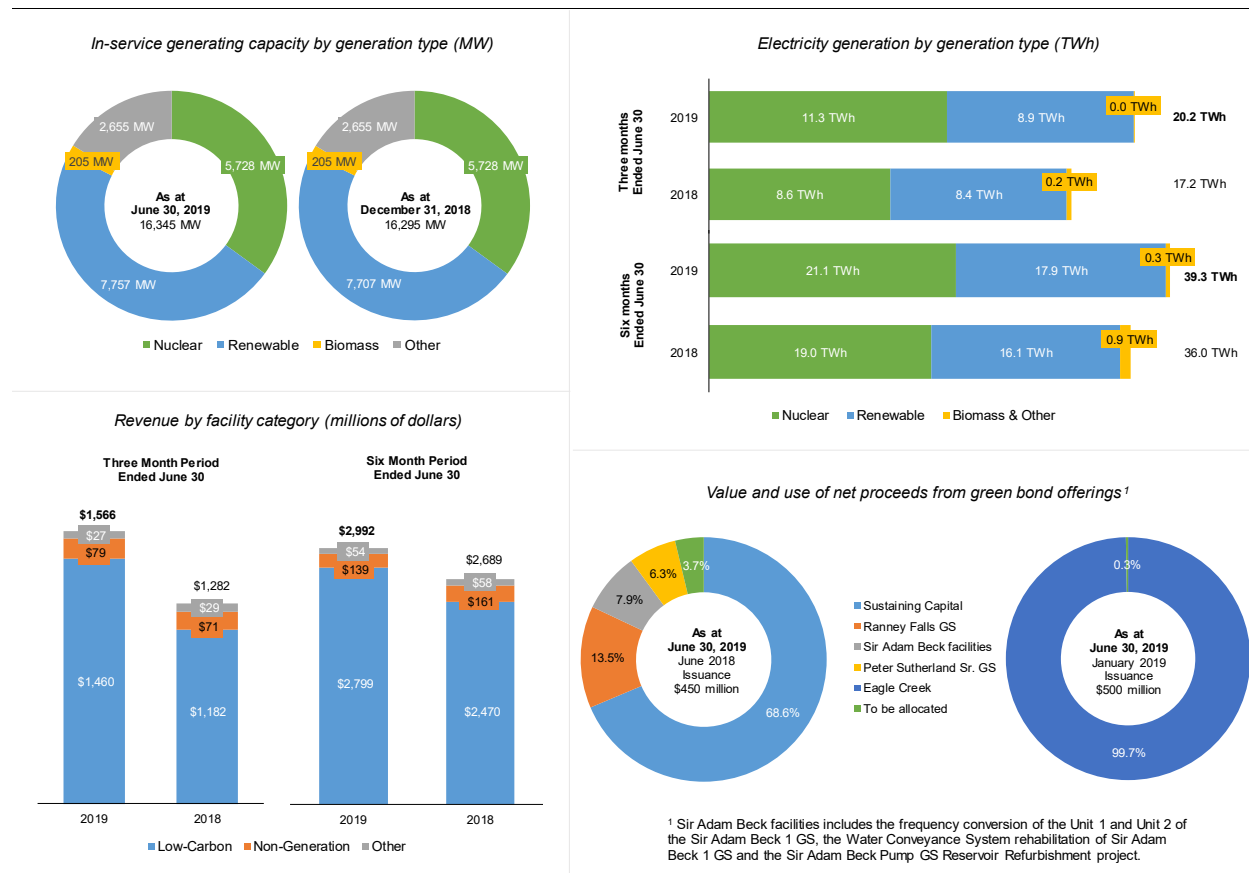 In-service generating capacity by generation type (MW)
2,655 MW
205 MW
5,728 MW
As at
June 30, 2019
16,345 MW
7,757 MW
2,655 MW
205 MW
5,728 MW
As at
December 31, 2018
16,295 MW
7,707 MW
Nuclear Renewable Biomass Other
Electricity generation by generation type (TWh)
Three months
Ended June 30
2019 11.3 TWh 8.9 TWh 0.0 TWh 20.2 TWh
2018 8.6 TWh 8.4 TWh 0.2 TWh 17.2 TWh
Six months
Ended June 30
2019 21.1 TWh 17.9 TWh 0.3 TWh 39.3 TWh
2018 19.0 TWh 16.1 TWh 0.9 TWh 36.0 TWh
Nuclear Renewable Biomass & Other
Revenue by facility category (millions of dollars)
Three Month Period
Ended June 30
$1,566
$27
$79
$1,460
2019
$1,282
$29
$71
$1,182
2018
Six Month Period
Ended June 30
$2,992
$54
$139
$2,799
2019
$2,689
$58
$161
$2,470
2018
Low-Carbon Non-Generation Other
Value and use of net proceeds from green bond offerings 1
3.7%
6.3%
7.9%
13.5%
68.6%
As at
June 30, 2019
June 2018
Issuance
$450 million
Sustaining Capital
Ranney Falls GS
Sir Adam Beck facilities
Peter Sutherland Sr. GS
Eagle Creek
To be allocated
0.3%
As at
June 30, 2019
January 2019
Issuance
$500 million
99.7%
1 Sir Adam Beck facilities includes the frequency conversion of the Unit 1 and Unit 2 of
the Sir Adam Beck 1 GS, the Water Conveyance System rehabilitation of Sir Adam
Beck 1 GS and the Sir Adam Beck Pump GS Reservoir Refurbishment project.